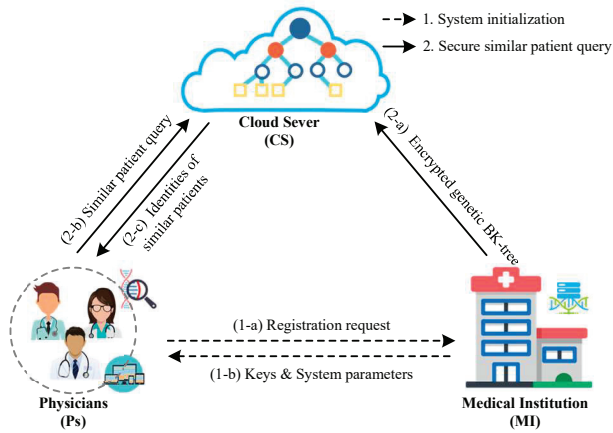 1. System initialization
2. Secure similar patient query
Cloud Sever
(CS)
(2-a) Encrypted genetic BK-tree
(2-b) Similar patient query
(2-c) Identities of
similar patients
(1-a) Registration request
(1-b) Keys & System parameters
Physicians
(Ps)
Medical Institution
(MI)